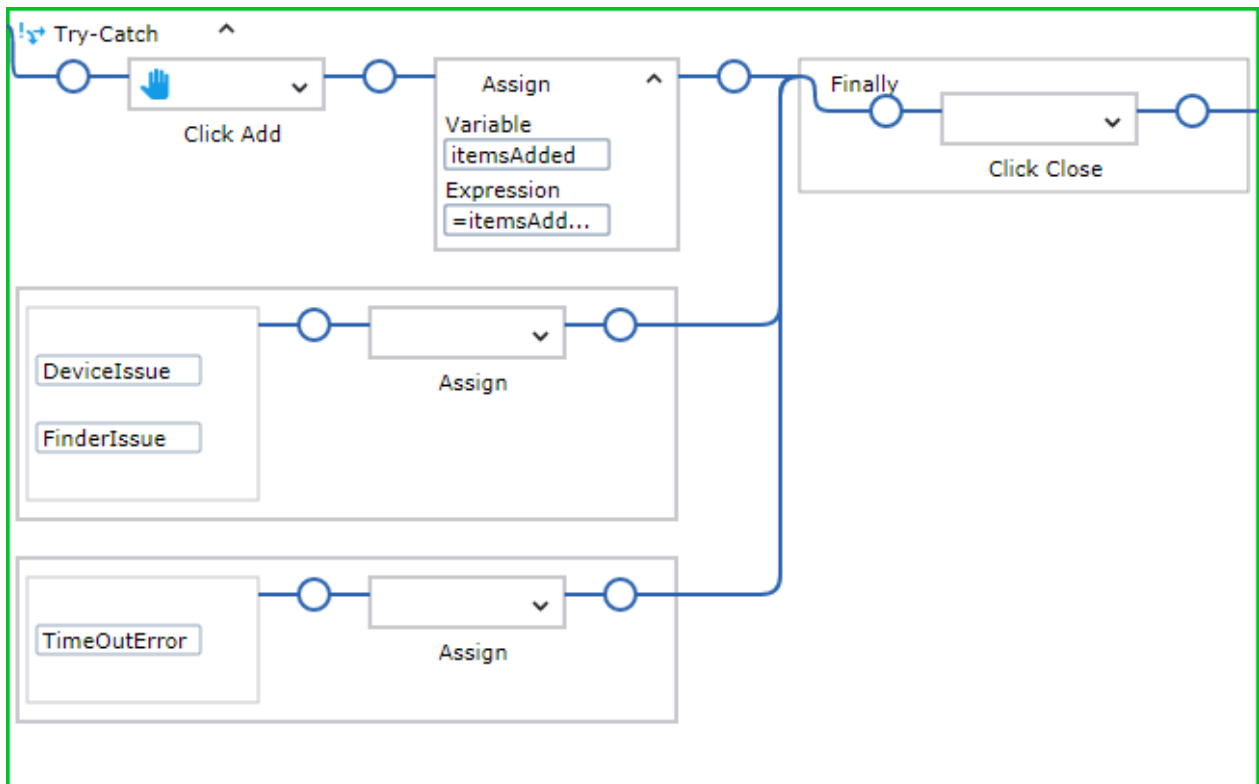 Try-Catch
Click Add
Assign
Variable
itemsAdded
Expression
=itemsAdd...
Finally
Click Close
DeviceIssue
FinderIssue
Assign
TimeOutError
Assign